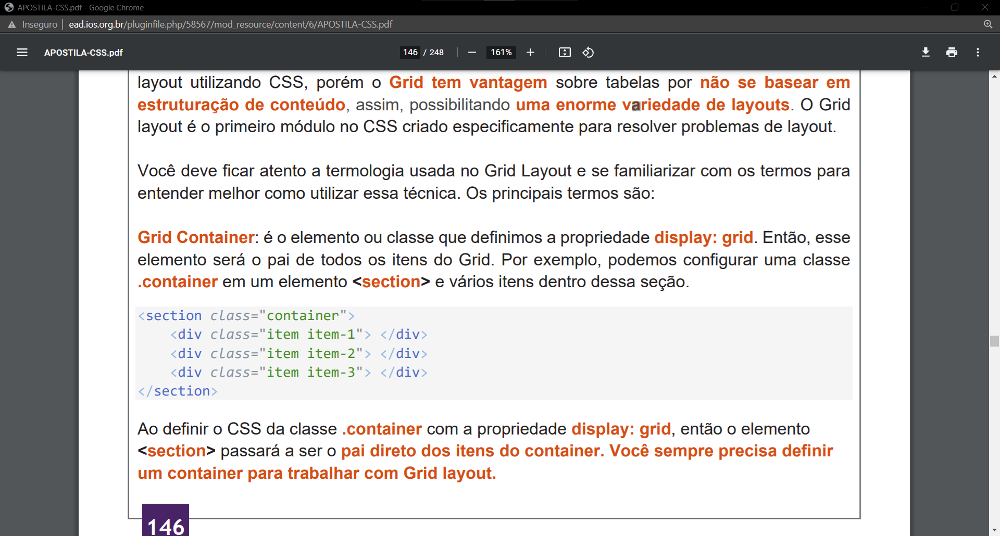 APOSTILA-CSS.pdf - Google Chrome
Inseguro | ead.ios.org.br/pluginfile.php/58567/mod_resource/content/6/APOSTILA-CSS.pdf
APOSTILA-CSS.pdf 146 / 248 — 161% +
layout utilizando CSS, porém o Grid tem vantagem sobre tabelas por não se basear em
estruturação de conteúdo, assim, possibilitando uma enorme variedade de layouts. O Grid
layout é o primeiro módulo no CSS criado especificamente para resolver problemas de layout.
Você deve ficar atento a termologia usada no Grid Layout e se familiarizar com os termos para
entender melhor como utilizar essa técnica. Os principais termos são:
Grid Container: é o elemento ou classe que definimos a propriedade display: grid. Então, esse
elemento será o pai de todos os itens do Grid. Por exemplo, podemos configurar uma classe
.container em um elemento <section> e vários itens dentro dessa seção.
<section class="container">
    <div class="item item-1"> </div>
    <div class="item item-2"> </div>
    <div class="item item-3"> </div>
</section>
Ao definir o CSS da classe .container com a propriedade display: grid, então o elemento
<section> passará a ser o pai direto dos itens do container. Você sempre precisa definir
um container para trabalhar com Grid layout.
146